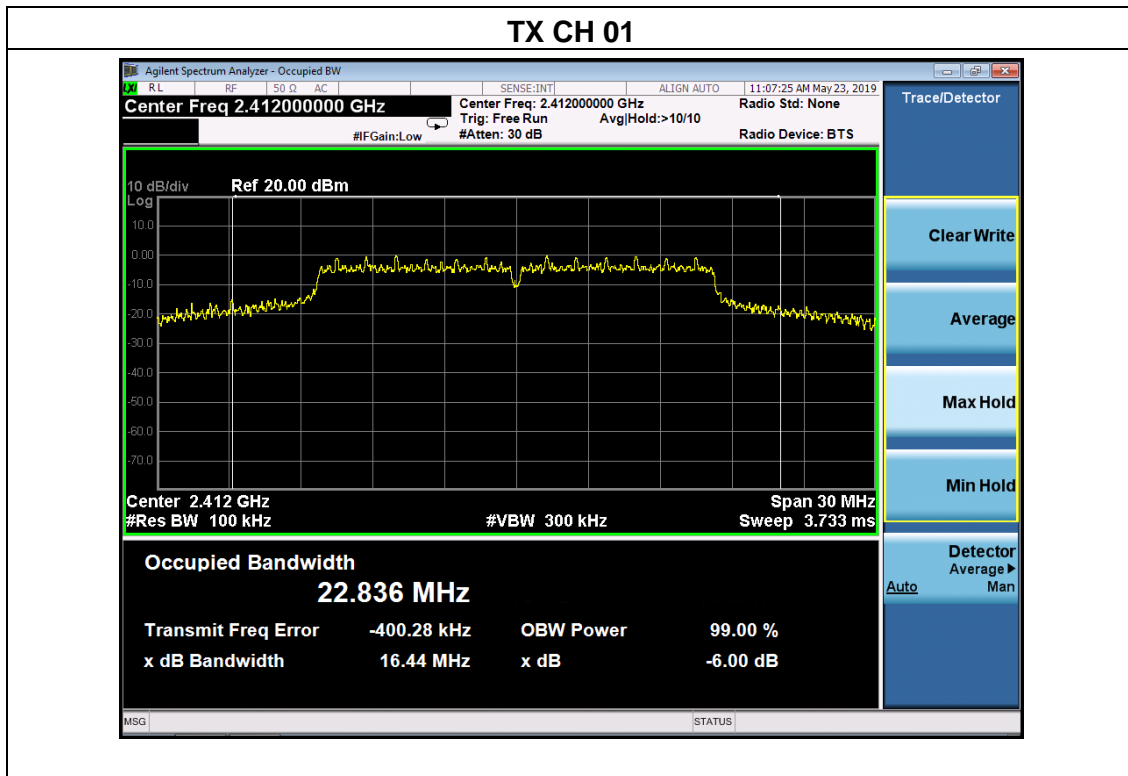 TX CH 01
Agilent Spectrum Analyzer - Occupied BW
LXI RL RF 50 Ω AC SENSE:INT ALIGN AUTO 11:07:25 AM May 23, 2019
Center Freq 2.412000000 GHz
Center Freq: 2.412000000 GHz
Radio Std: None
Trig: Free Run Avg|Hold:>10/10
#IFGain:Low
#Atten: 30 dB
Radio Device: BTS
10 dB/div Ref 20.00 dBm
Log
10.0
0.00
-10.0
-20.0
-30.0
-40.0
-50.0
-60.0
-70.0
Center 2.412 GHz Span 30 MHz
#Res BW 100 kHz #VBW 300 kHz Sweep 3.733 ms
Occupied Bandwidth
22.836 MHz
Transmit Freq Error -400.28 kHz OBW Power 99.00 %
x dB Bandwidth 16.44 MHz x dB -6.00 dB
MSG STATUS
Trace/Detector
Clear Write
Average
Max Hold
Min Hold
Detector
Average
Auto Man